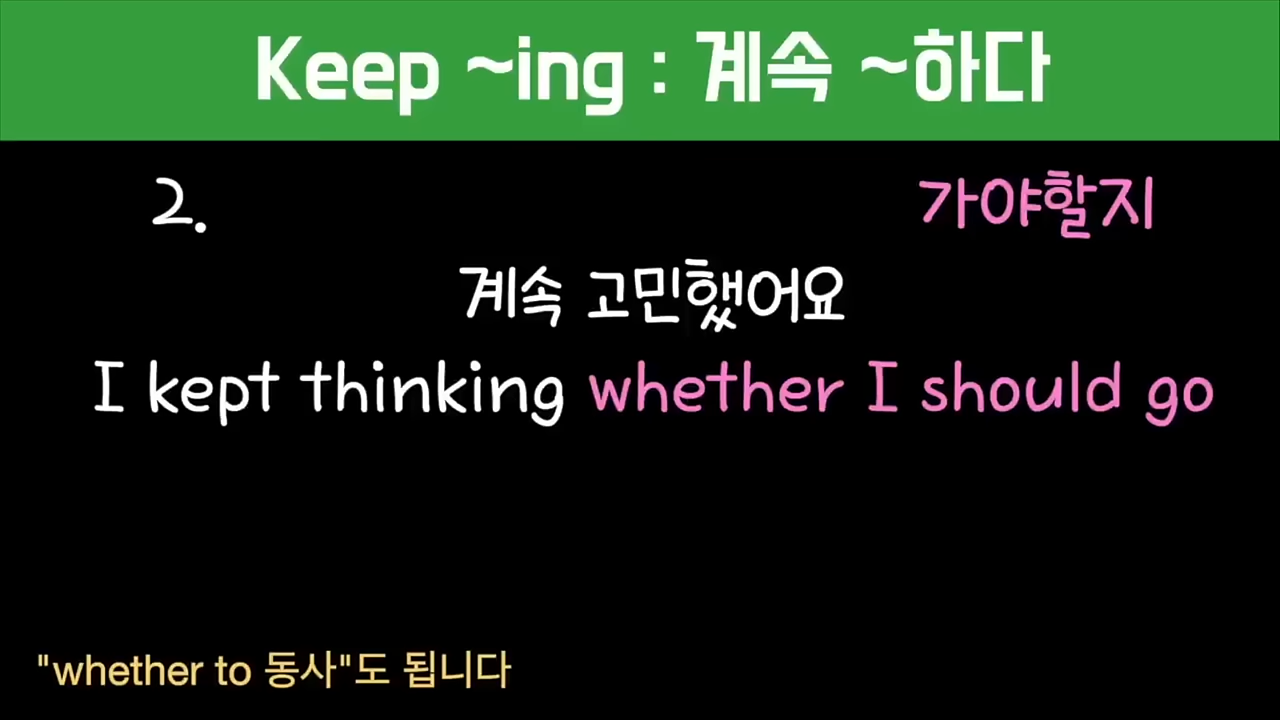 Keep ~ing : 계속 ~하다
2. 가야할지
계속 고민했어요
I kept thinking whether I should go
"whether to 동사"도 됩니다